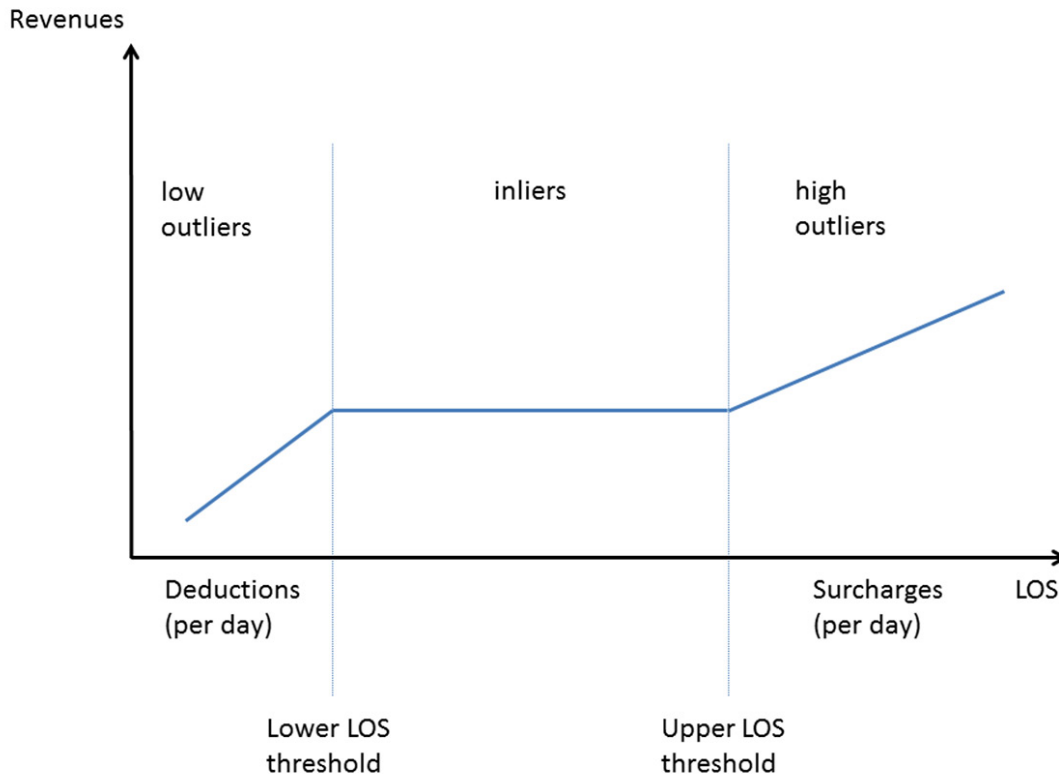 Revenues
low
outliers
inliers
high
outliers
Deductions
(per day)
Surcharges
(per day)
LOS
Lower LOS
threshold
Upper LOS
threshold